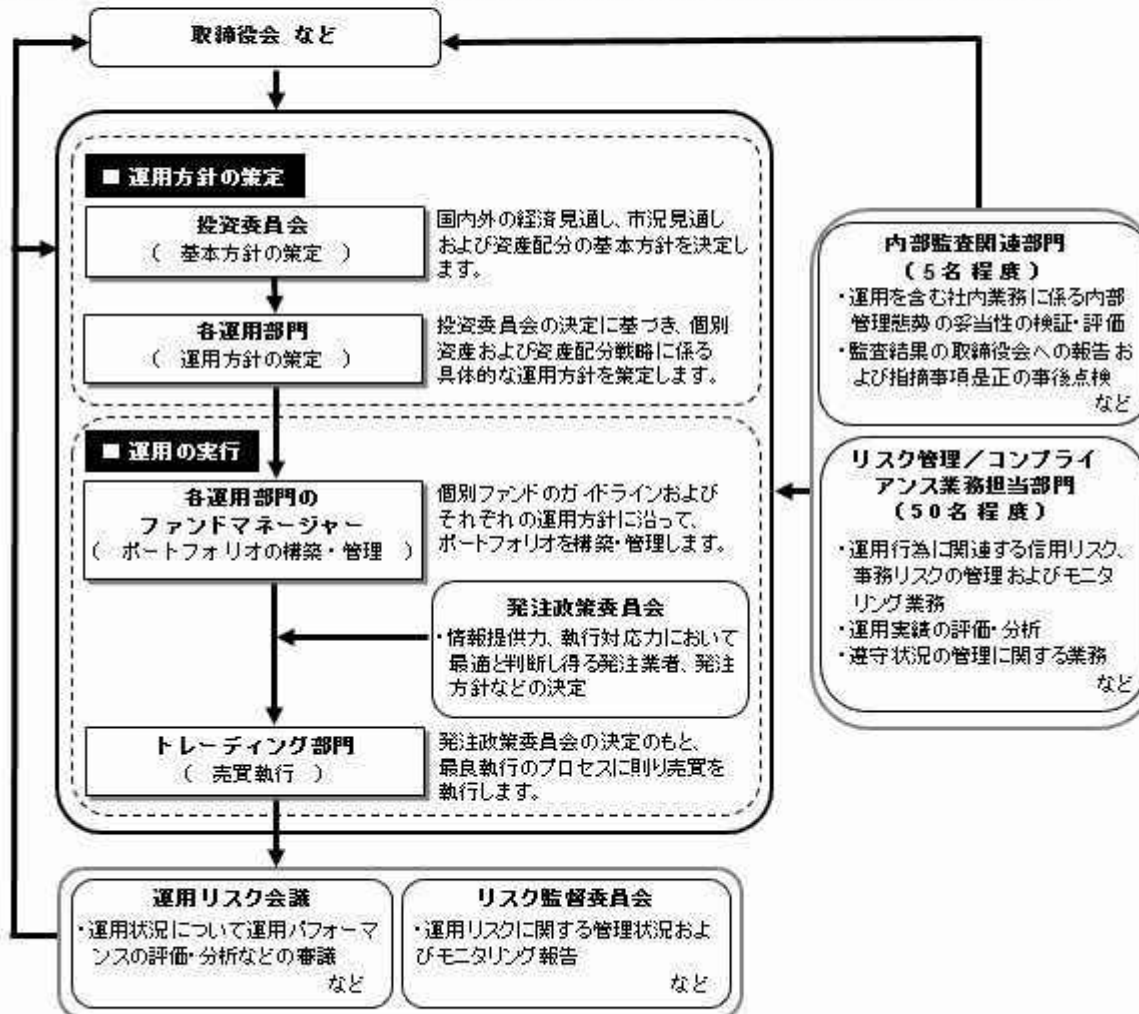 取締役会 など
■ 運用方針の策定
投資委員会
( 基本方針の策定 )
国内外の経済見通し、市況見通し
および資産配分の基本方針を決定し
ます。
各運用部門
( 運用方針の策定 )
投資委員会の決定に基づき、個別
資産および資産配分戦略に係る
具体的な運用方針を策定します。
■ 運用の実行
各運用部門の
ファンドマネージャー
( ポートフォリオの構築・管理 )
個別ファンドのガイドラインおよび
それぞれの運用方針に沿って、
ポートフォリオを構築・管理します。
発注政策委員会
・情報提供力、執行対応力において
最適と判断し得る発注業者、発注
方針などの決定
トレーディング部門
( 売買執行 )
発注政策委員会の決定のもと、
最良執行のプロセスに則り売買を
執行します。
内部監査関連部門
(5名程度)
・運用を含む社内業務に係る内部
管理態勢の妥当性の検証・評価
・監査結果の取締役会への報告お
よび指摘事項是正の事後点検
など
リスク管理/コンプライ
アンス業務担当部門
(50名程度)
・運用行為に関連する信用リスク、
事務リスクの管理およびモニタ
リング業務
・運用実績の評価・分析
・遵守状況の管理に関する業務
など
運用リスク会議
・運用状況について運用パフォーマ
ンスの評価・分析などの審議
など
リスク監督委員会
・運用リスクに関する管理状況およ
びモニタリング報告
など